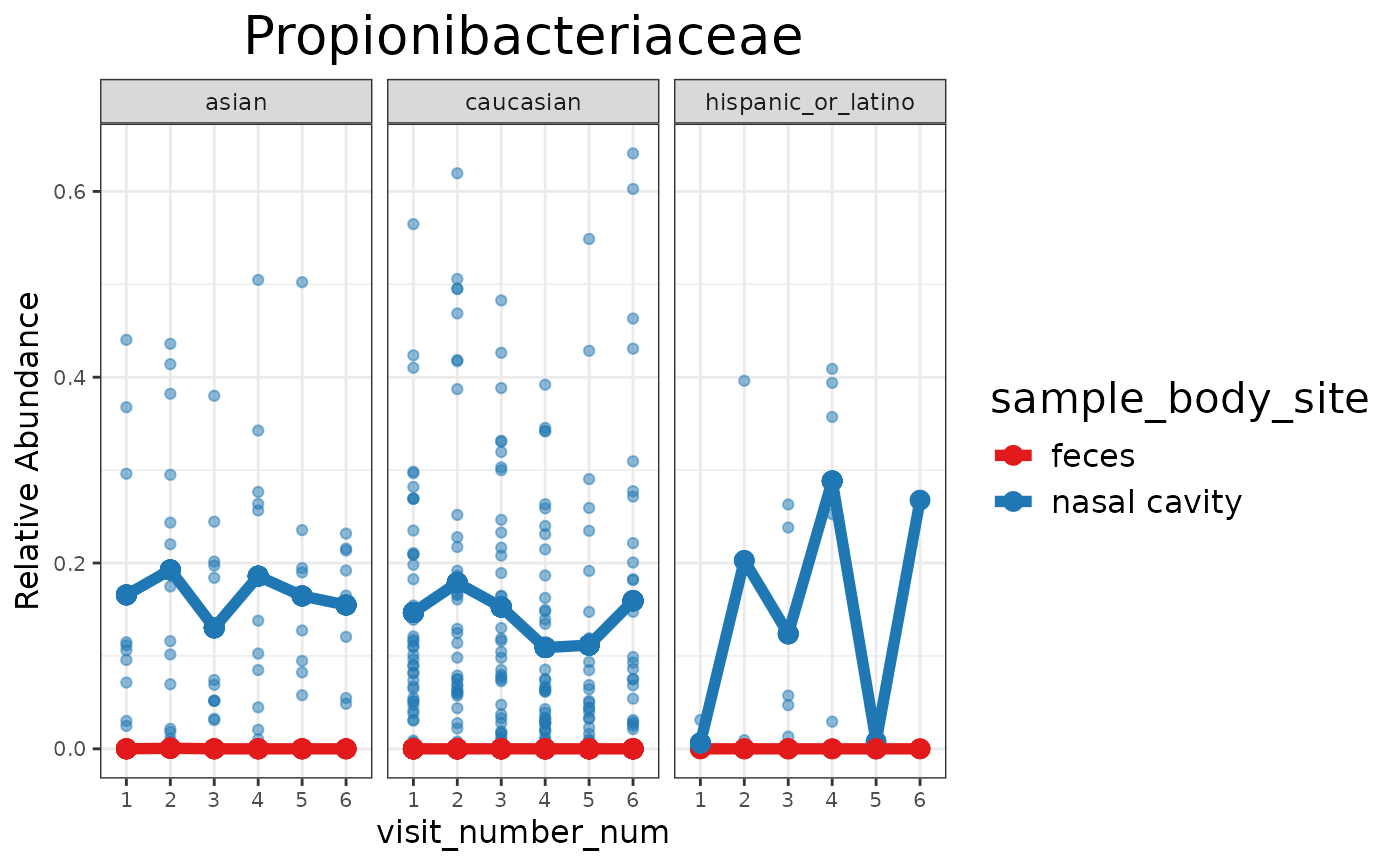 Propionibacteriaceae
asian caucasian hispanic_or_latino
Relative Abundance
0.6
0.4
0.2
0.0
1 2 3 4 5 6 1 2 3 4 5 6 1 2 3 4 5 6
visit_number_num
sample_body_site
feces
nasal cavity